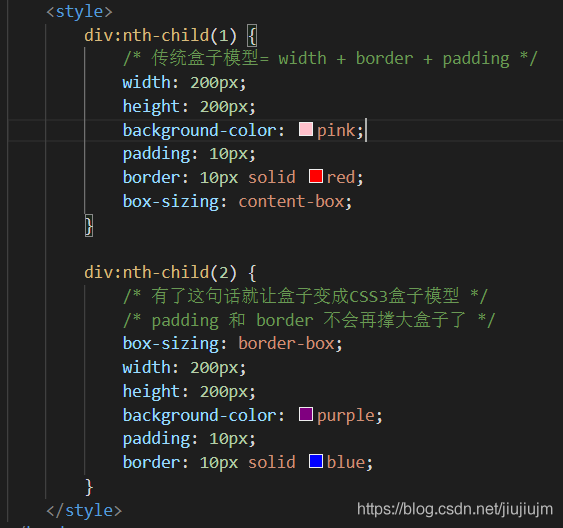 <style>
div:nth-child(1) {
/* 传统盒子模型= width + border + padding */
width: 200px;
height: 200px;
background-color: pink;
padding: 10px;
border: 10px solid red;
box-sizing: content-box;
}
div:nth-child(2) {
/* 有了这句话就让盒子变成CSS3盒子模型 */
/* padding 和 border 不会再撑大盒子了 */
box-sizing: border-box;
width: 200px;
height: 200px;
background-color: purple;
padding: 10px;
border: 10px solid blue;
}
</style>
https://blog.csdn.net/jiujiujm